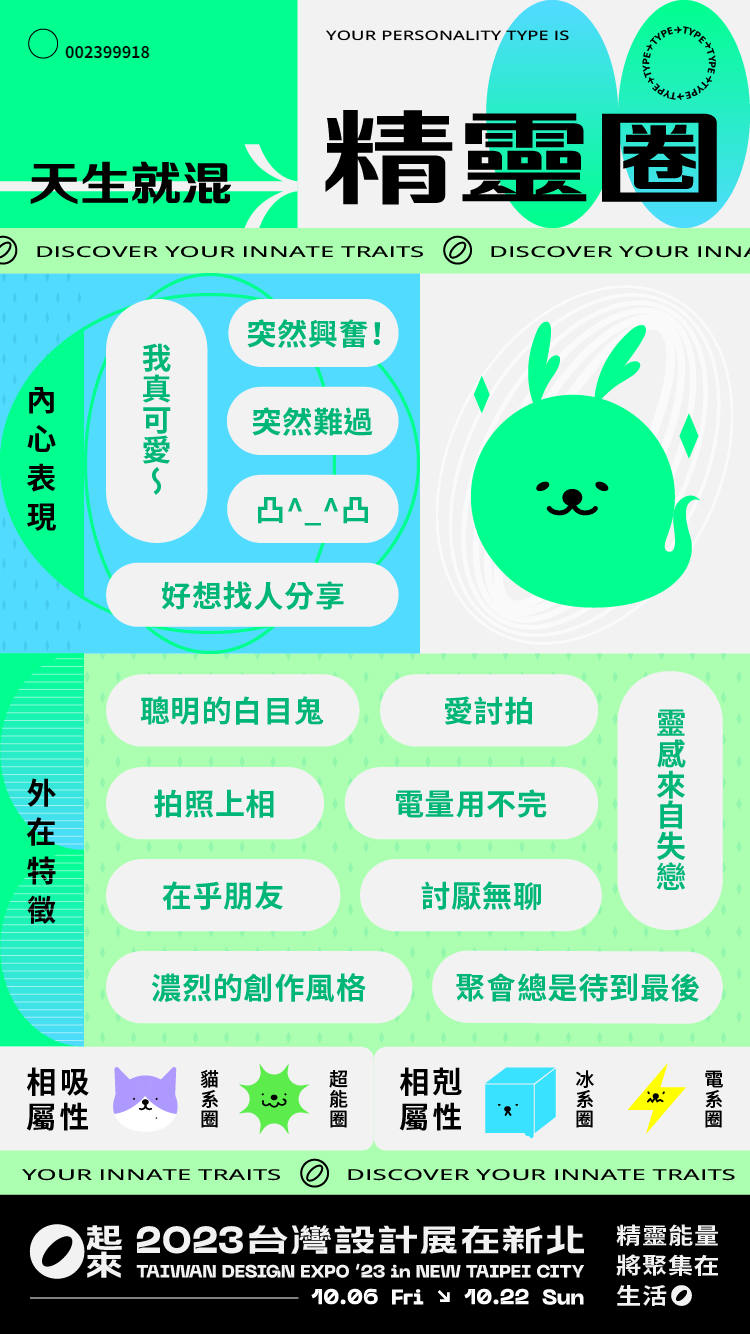 002399918
YOUR PERSONALITY TYPE IS
TYPE→TYPE→TYPE→TYPE→TYPE→TYPE→TYPE→
天生就混
精靈圈
DISCOVER YOUR INNATE TRAITS
DISCOVER YOUR INNA
內心表現
我真可愛～
突然興奮！
突然難過
凸^_^凸
好想找人分享
外在特徵
聰明的白目鬼
愛討拍
靈感來自失戀
拍照上相
電量用不完
在乎朋友
討厭無聊
濃烈的創作風格
聚會總是待到最後
相吸
屬性
貓系圈
超能圈
相剋
屬性
冰系圈
電系圈
YOUR INNATE TRAITS
DISCOVER YOUR INNATE TRAITS
起來
2023台灣設計展在新北
TAIWAN DESIGN EXPO '23 in NEW TAIPEI CITY
10.06 Fri ↘ 10.22 Sun
精靈能量
將聚集在
生活